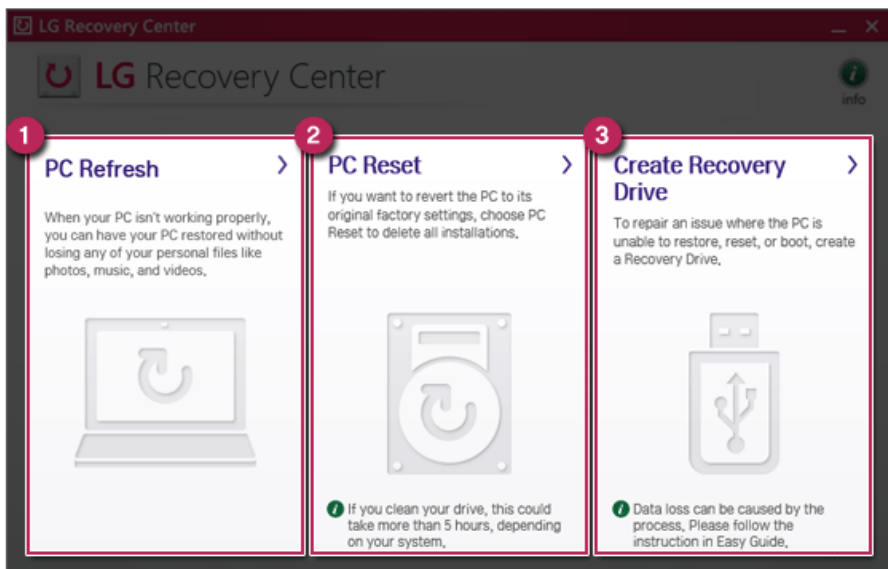 LG Recovery Center
LG Recovery Center
info
1
PC Refresh
When your PC isn't working properly,
you can have your PC restored without
losing any of your personal files like
photos, music, and videos.
2
PC Reset
If you want to revert the PC to its
original factory settings, choose PC
Reset to delete all installations.
i If you clean your drive, this could
take more than 5 hours, depending
on your system.
3
Create Recovery
Drive
To repair an issue where the PC is
unable to restore, reset, or boot, create
a Recovery Drive.
i Data loss can be caused by the
process. Please follow the
instruction in Easy Guide.